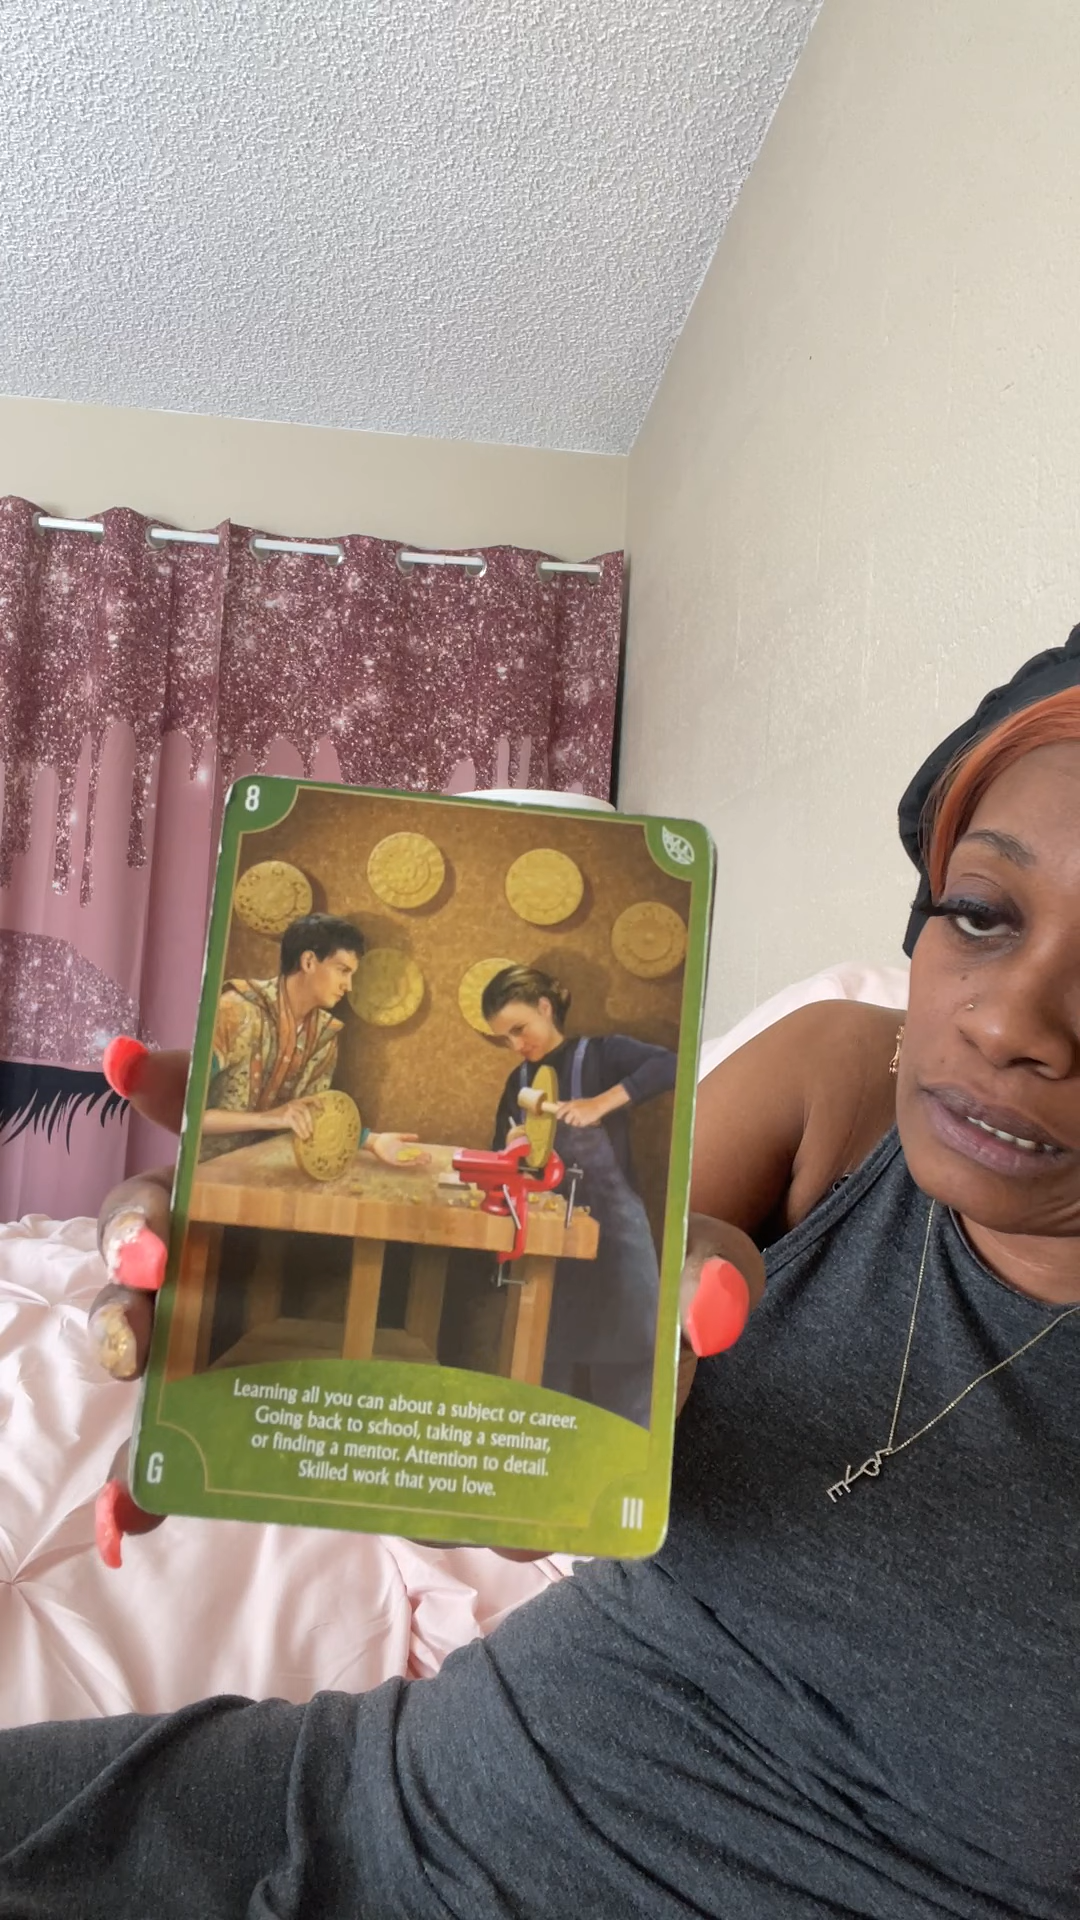 8
Learning all you can about a subject or career.
Going back to school, taking a seminar,
or finding a mentor. Attention to detail.
Skilled work that you love.
G
III